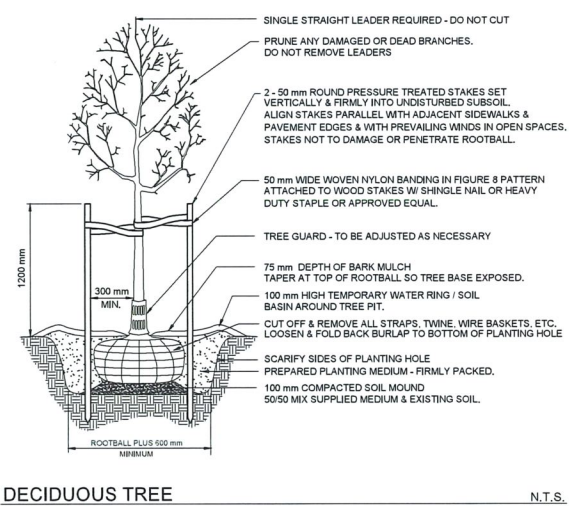 SINGLE STRAIGHT LEADER REQUIRED - DO NOT CUT
PRUNE ANY DAMAGED OR DEAD BRANCHES.
DO NOT REMOVE LEADERS
2 - 50 mm ROUND PRESSURE TREATED STAKES SET
VERTICALLY & FIRMLY INTO UNDISTURBED SUBSOIL.
ALIGN STAKES PARALLEL WITH ADJACENT SIDEWALKS &
PAVEMENT EDGES & WITH PREVAILING WINDS IN OPEN SPACES.
STAKES NOT TO DAMAGE OR PENETRATE ROOTBALL.
50 mm WIDE WOVEN NYLON BANDING IN FIGURE 8 PATTERN
ATTACHED TO WOOD STAKES W/ SHINGLE NAIL OR HEAVY
DUTY STAPLE OR APPROVED EQUAL.
TREE GUARD - TO BE ADJUSTED AS NECESSARY
1200 mm
75 mm DEPTH OF BARK MULCH
TAPER AT TOP OF ROOTBALL SO TREE BASE EXPOSED.
300 mm
MIN.
100 mm HIGH TEMPORARY WATER RING / SOIL
BASIN AROUND TREE PIT.
CUT OFF & REMOVE ALL STRAPS, TWINE, WIRE BASKETS, ETC.
LOOSEN & FOLD BACK BURLAP TO BOTTOM OF PLANTING HOLE
SCARIFY SIDES OF PLANTING HOLE
PREPARED PLANTING MEDIUM - FIRMLY PACKED.
100 mm COMPACTED SOIL MOUND
50/50 MIX SUPPLIED MEDIUM & EXISTING SOIL.
ROOTBALL PLUS 600 mm
MINIMUM
DECIDUOUS TREE
N.T.S.